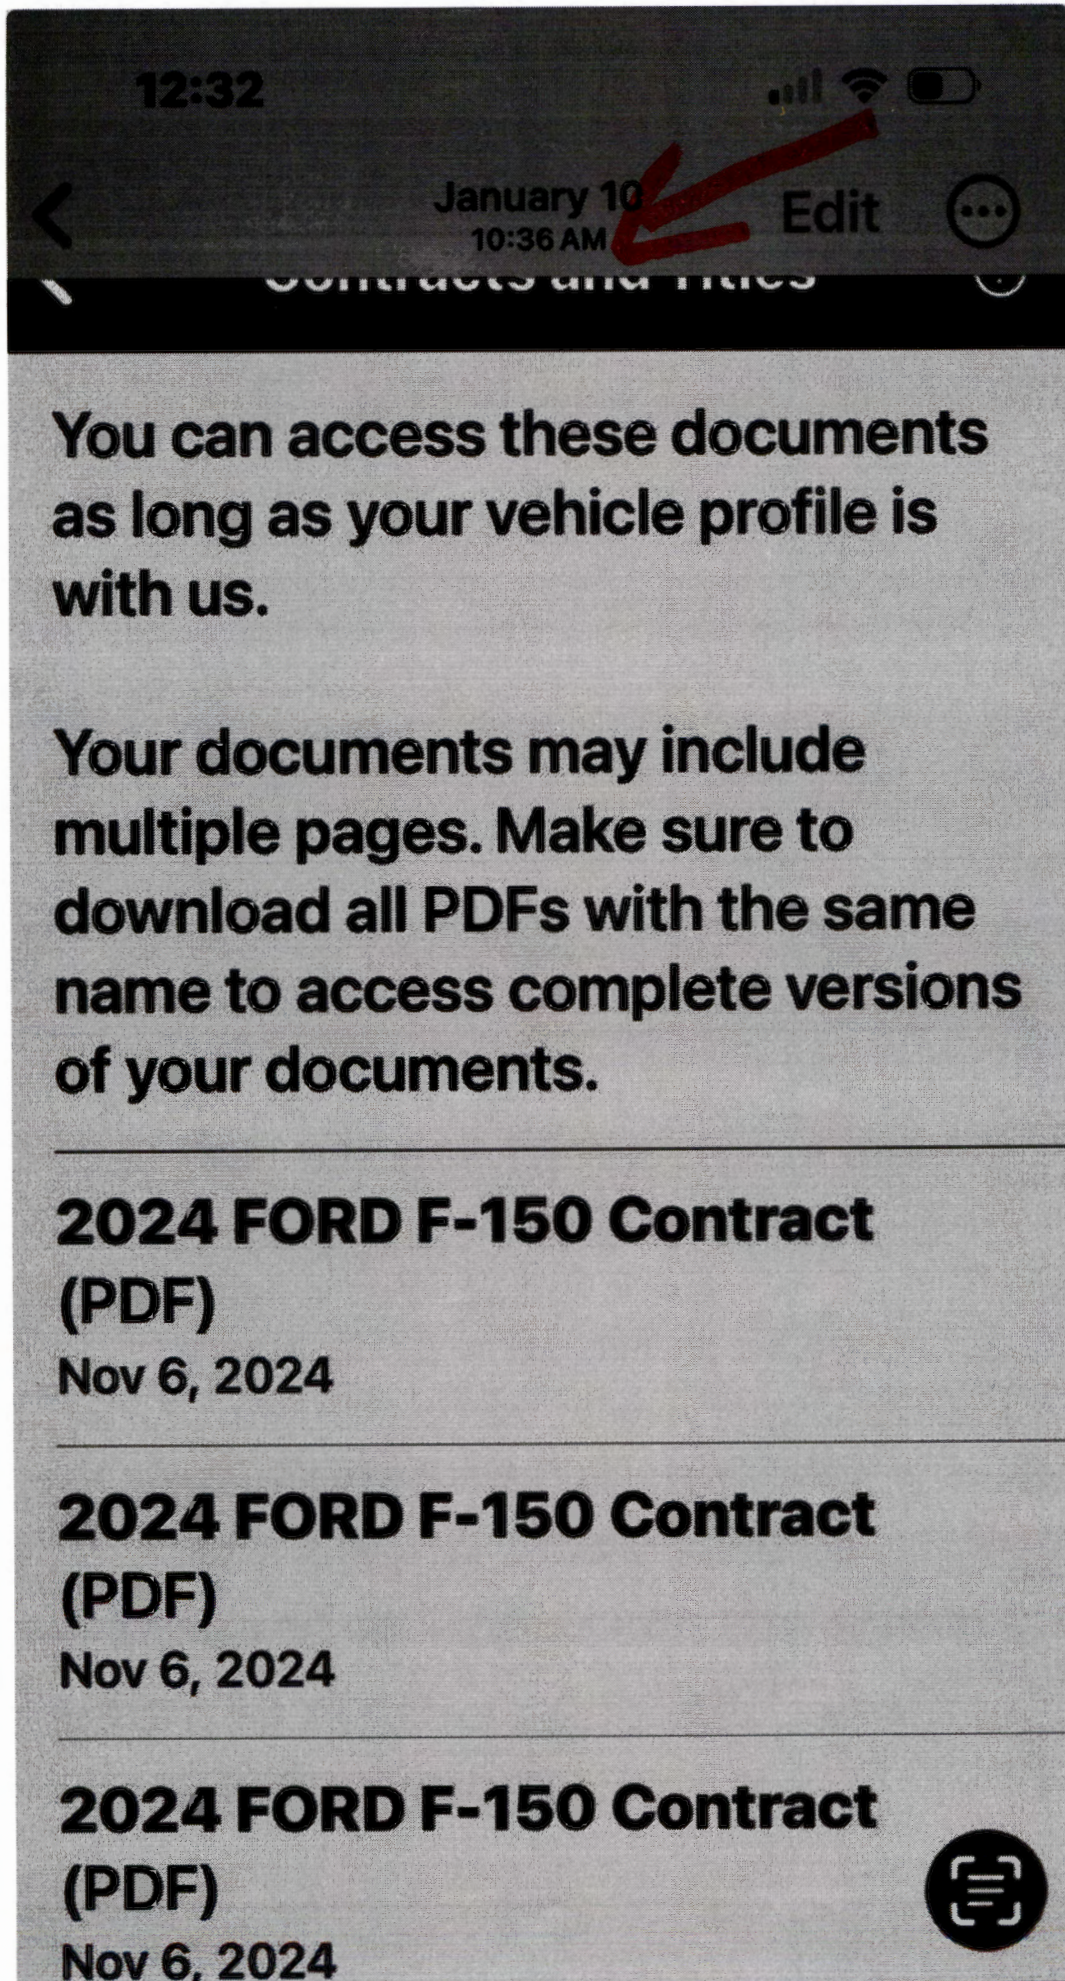 12:32
January 10
10:36 AM
Edit
Contracts and Titles
You can access these documents
as long as your vehicle profile is
with us.
Your documents may include
multiple pages. Make sure to
download all PDFs with the same
name to access complete versions
of your documents.
2024 FORD F-150 Contract
(PDF)
Nov 6, 2024
2024 FORD F-150 Contract
(PDF)
Nov 6, 2024
2024 FORD F-150 Contract
(PDF)
Nov 6, 2024